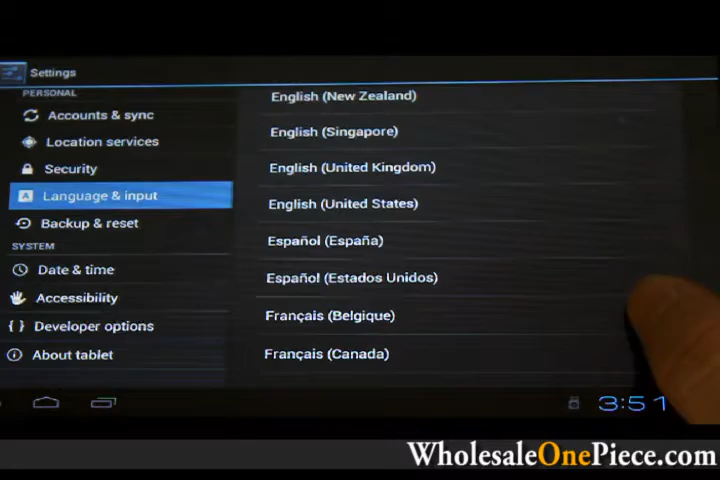 Settings
PERSONAL
Accounts & sync
Location services
Security
Language & input
Backup & reset
SYSTEM
Date & time
Accessibility
Developer options
About tablet
English (New Zealand)
English (Singapore)
English (United Kingdom)
English (United States)
Español (España)
Español (Estados Unidos)
Français (Belgique)
Français (Canada)
3:51
WholesaleOnePiece.com